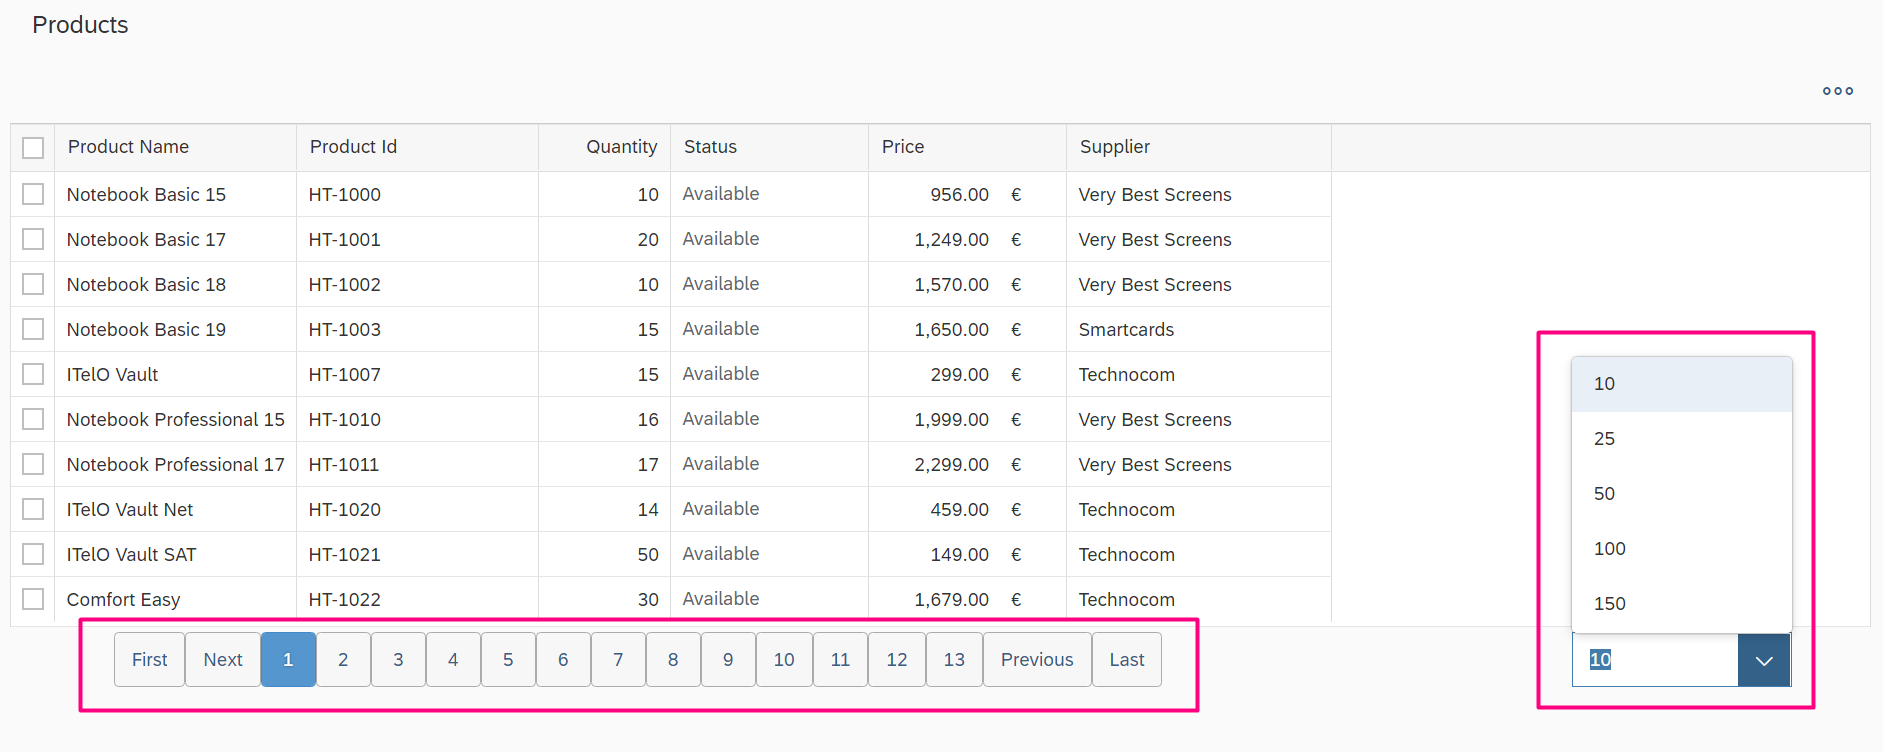 Products
Product Name Product Id Quantity Status Price Supplier
Notebook Basic 15 HT-1000 10 Available 956.00 € Very Best Screens
Notebook Basic 17 HT-1001 20 Available 1,249.00 € Very Best Screens
Notebook Basic 18 HT-1002 10 Available 1,570.00 € Very Best Screens
Notebook Basic 19 HT-1003 15 Available 1,650.00 € Smartcards
ITelO Vault HT-1007 15 Available 299.00 € Technocom
Notebook Professional 15 HT-1010 16 Available 1,999.00 € Very Best Screens
Notebook Professional 17 HT-1011 17 Available 2,299.00 € Very Best Screens
ITelO Vault Net HT-1020 14 Available 459.00 € Technocom
ITelO Vault SAT HT-1021 50 Available 149.00 € Technocom
Comfort Easy HT-1022 30 Available 1,679.00 € Technocom
10
25
50
100
150
First Next 1 2 3 4 5 6 7 8 9 10 11 12 13 Previous Last 10